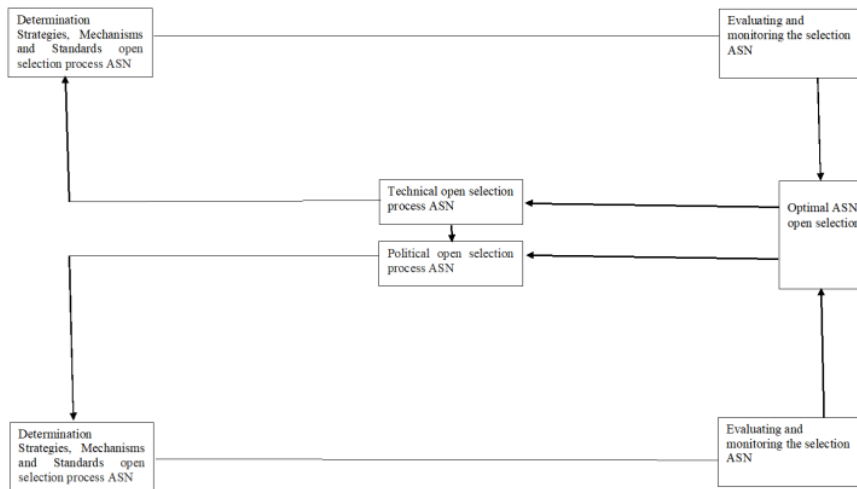 Determination
Strategies, Mechanisms
and Standards open
selection process ASN
Evaluating and
monitoring the selection
ASN
Technical open selection
process ASN
Optimal ASN
open selection
Political open selection
process ASN
Determination
Strategies, Mechanisms
and Standards open
selection process ASN
Evaluating and
monitoring the selection
ASN